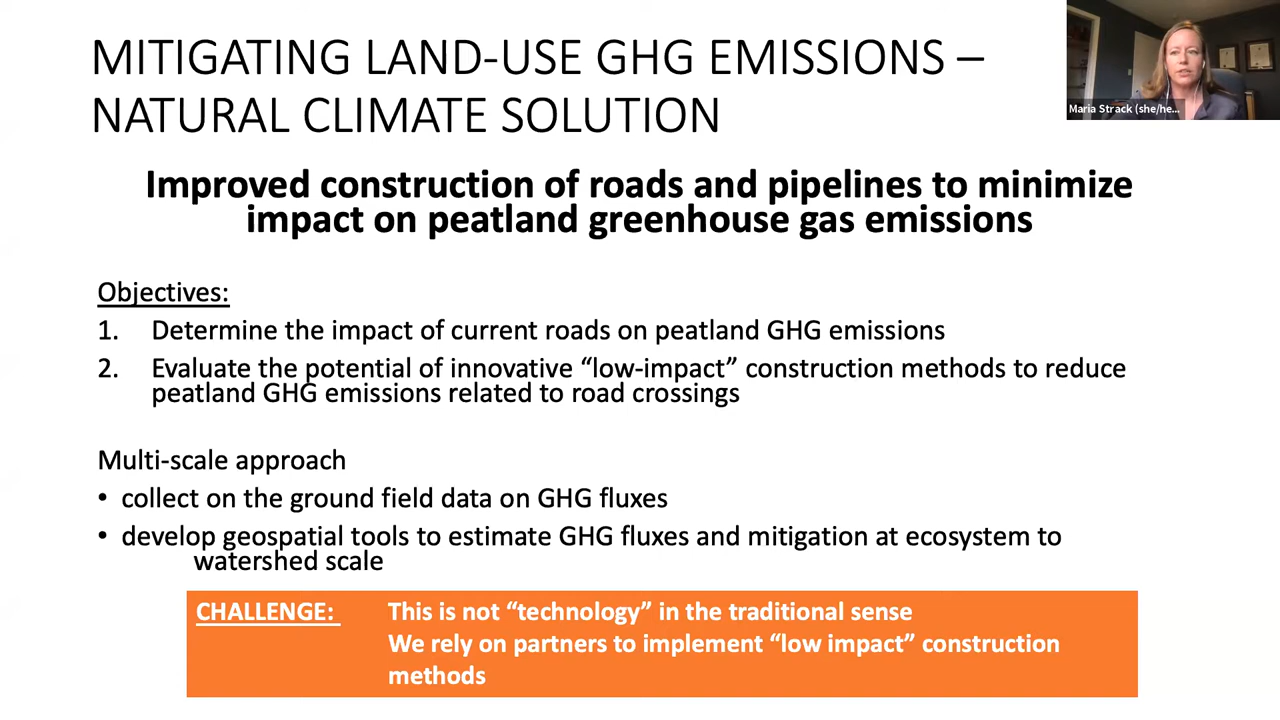 MITIGATING LAND-USE GHG EMISSIONS –
NATURAL CLIMATE SOLUTION
Maria Strack (she/he...
Improved construction of roads and pipelines to minimize
impact on peatland greenhouse gas emissions
Objectives:
1. Determine the impact of current roads on peatland GHG emissions
2. Evaluate the potential of innovative “low-impact” construction methods to reduce
peatland GHG emissions related to road crossings
Multi-scale approach
• collect on the ground field data on GHG fluxes
• develop geospatial tools to estimate GHG fluxes and mitigation at ecosystem to
watershed scale
CHALLENGE: This is not “technology” in the traditional sense
We rely on partners to implement “low impact” construction
methods